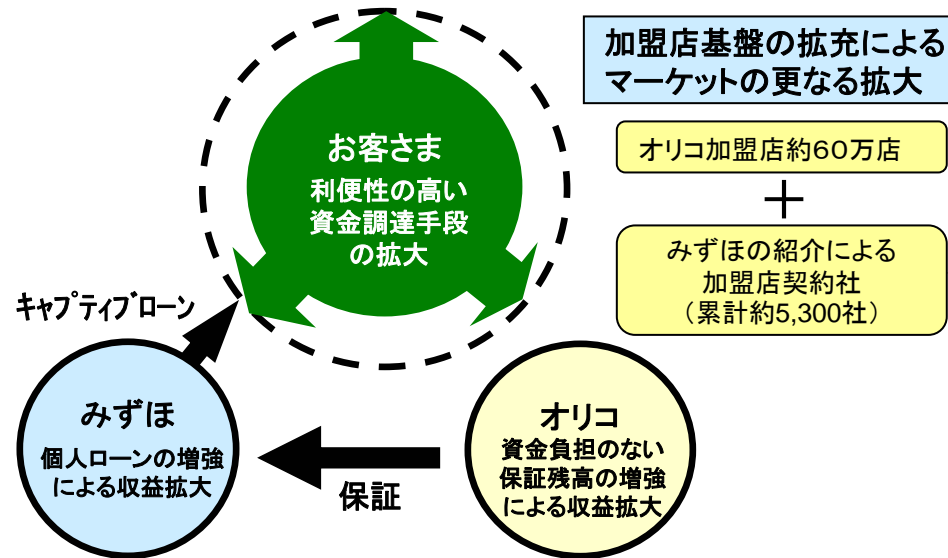 加盟店基盤の拡充による
マーケットの更なる拡大
オリコ加盟店約60万店
＋
みずほの紹介による
加盟店契約社
（累計約5,300社）
お客さま
利便性の高い
資金調達手段
の拡大
キャプティブローン
みずほ
個人ローンの増強
による収益拡大
保証
オリコ
資金負担のない
保証残高の増強
による収益拡大